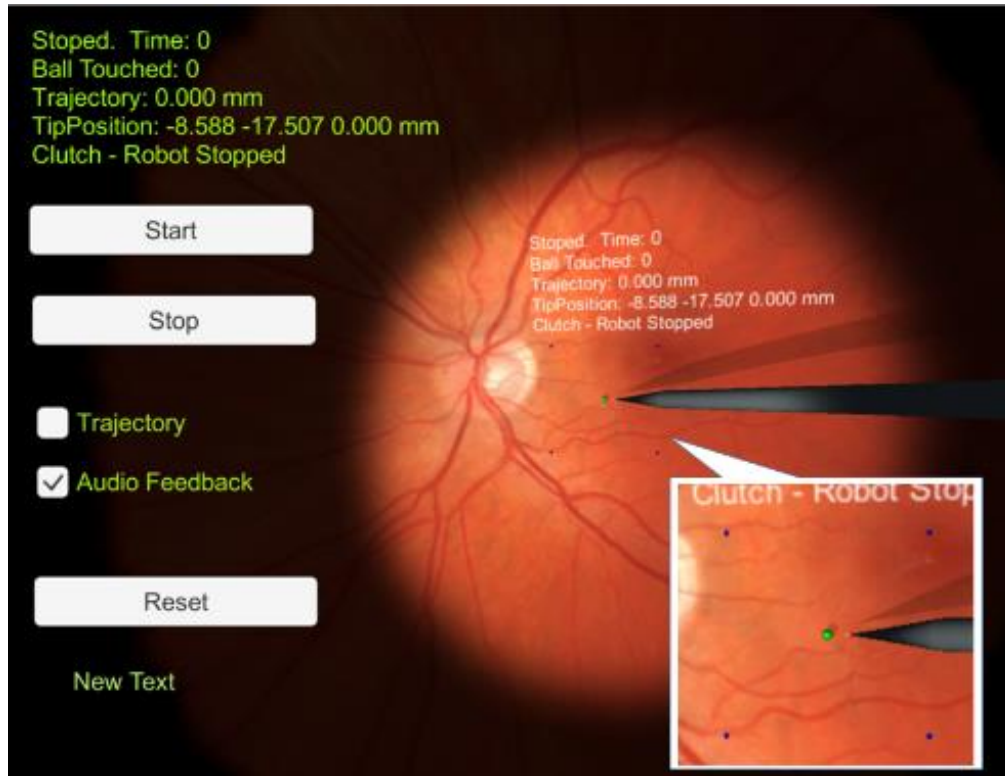 Stoped. Time: 0
Ball Touched: 0
Trajectory: 0.000 mm
TipPosition: -8.588 -17.507 0.000 mm
Clutch - Robot Stopped
Start
Stop
Trajectory
Audio Feedback
Reset
New Text
Stoped. Time: 0
Ball Touched: 0
Trajectory: 0.000 mm
TipPosition: -8.588 -17.507 0.000 mm
Clutch - Robot Stopped
Clutch - Robot Stop